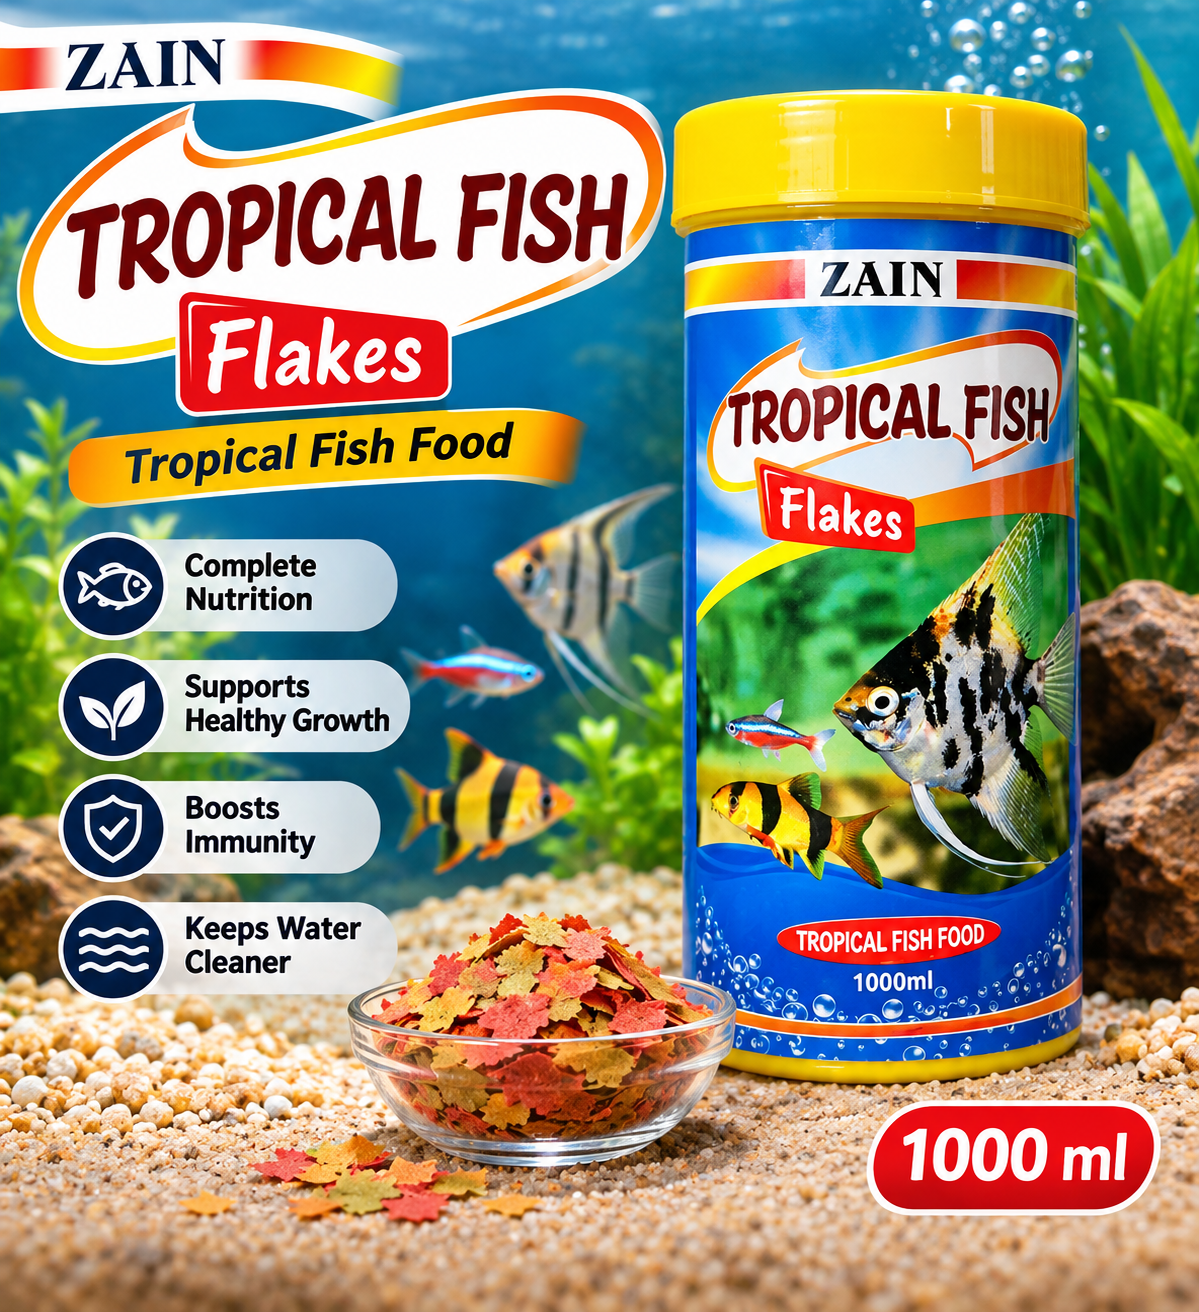 ZAIN
TROPICAL FISH
Flakes
Tropical Fish Food
Complete
Nutrition
Supports
Healthy Growth
Boosts
Immunity
Keeps Water
Cleaner
ZAIN
TROPICAL FISH
Flakes
TROPICAL FISH FOOD
1000ml
1000 ml